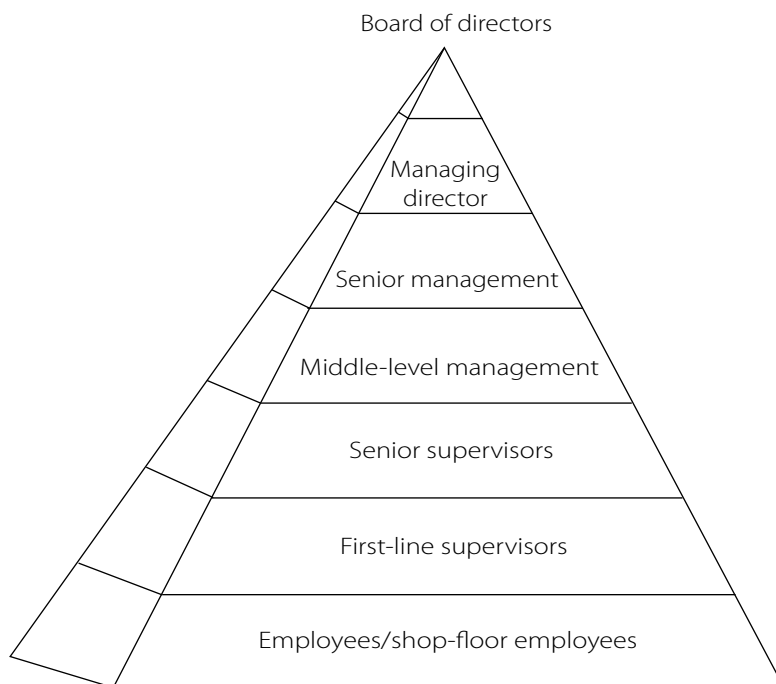 Board of directors
Managing
director
Senior management
Middle-level management
Senior supervisors
First-line supervisors
Employees/shop-floor employees